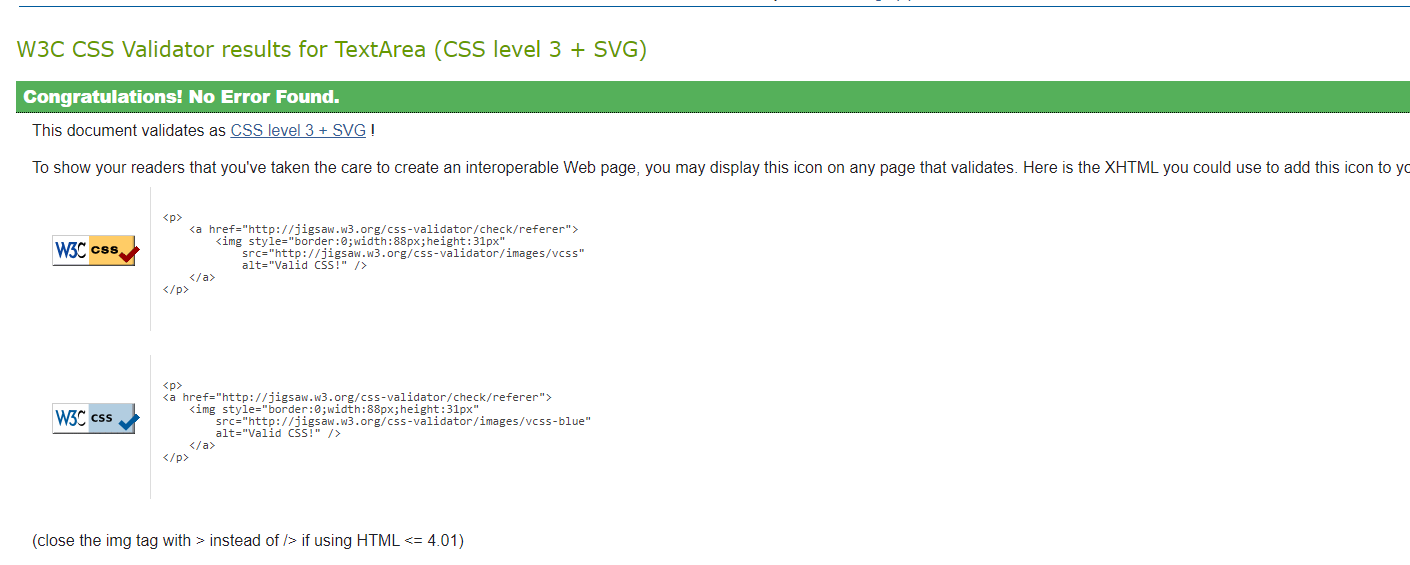 W3C CSS Validator results for TextArea (CSS level 3 + SVG)
Congratulations! No Error Found.
This document validates as CSS level 3 + SVG !
To show your readers that you've taken the care to create an interoperable Web page, you may display this icon on any page that validates. Here is the XHTML you could use to add this icon to
W3C css
<p>
<a href="http://jigsaw.w3.org/css-validator/check/referer">
<img style="border:0;width:88px;height:31px"
src="http://jigsaw.w3.org/css-validator/images/vcss"
alt="Valid CSS!" />
</a>
</p>
W3C css
<p>
<a href="http://jigsaw.w3.org/css-validator/check/referer">
<img style="border:0;width:88px;height:31px"
src="http://jigsaw.w3.org/css-validator/images/vcss-blue"
alt="Valid CSS!" />
</a>
</p>
(close the img tag with > instead of /> if using HTML <= 4.01)